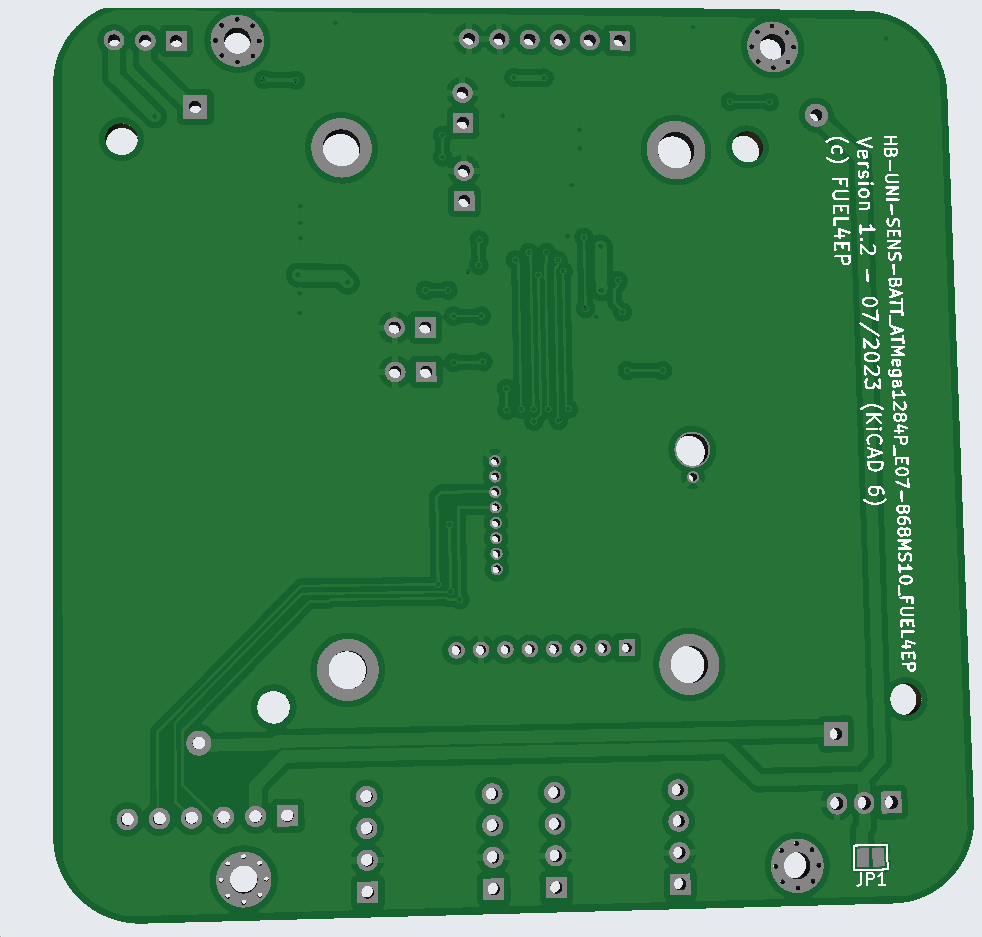 HB-UNI-SENS-BATT_ATMega1284P_E07-868MS10_FUEL4EP
Version 1.2 - 07/2023 (KiCAD 6)
(c) FUEL4EP
JP1